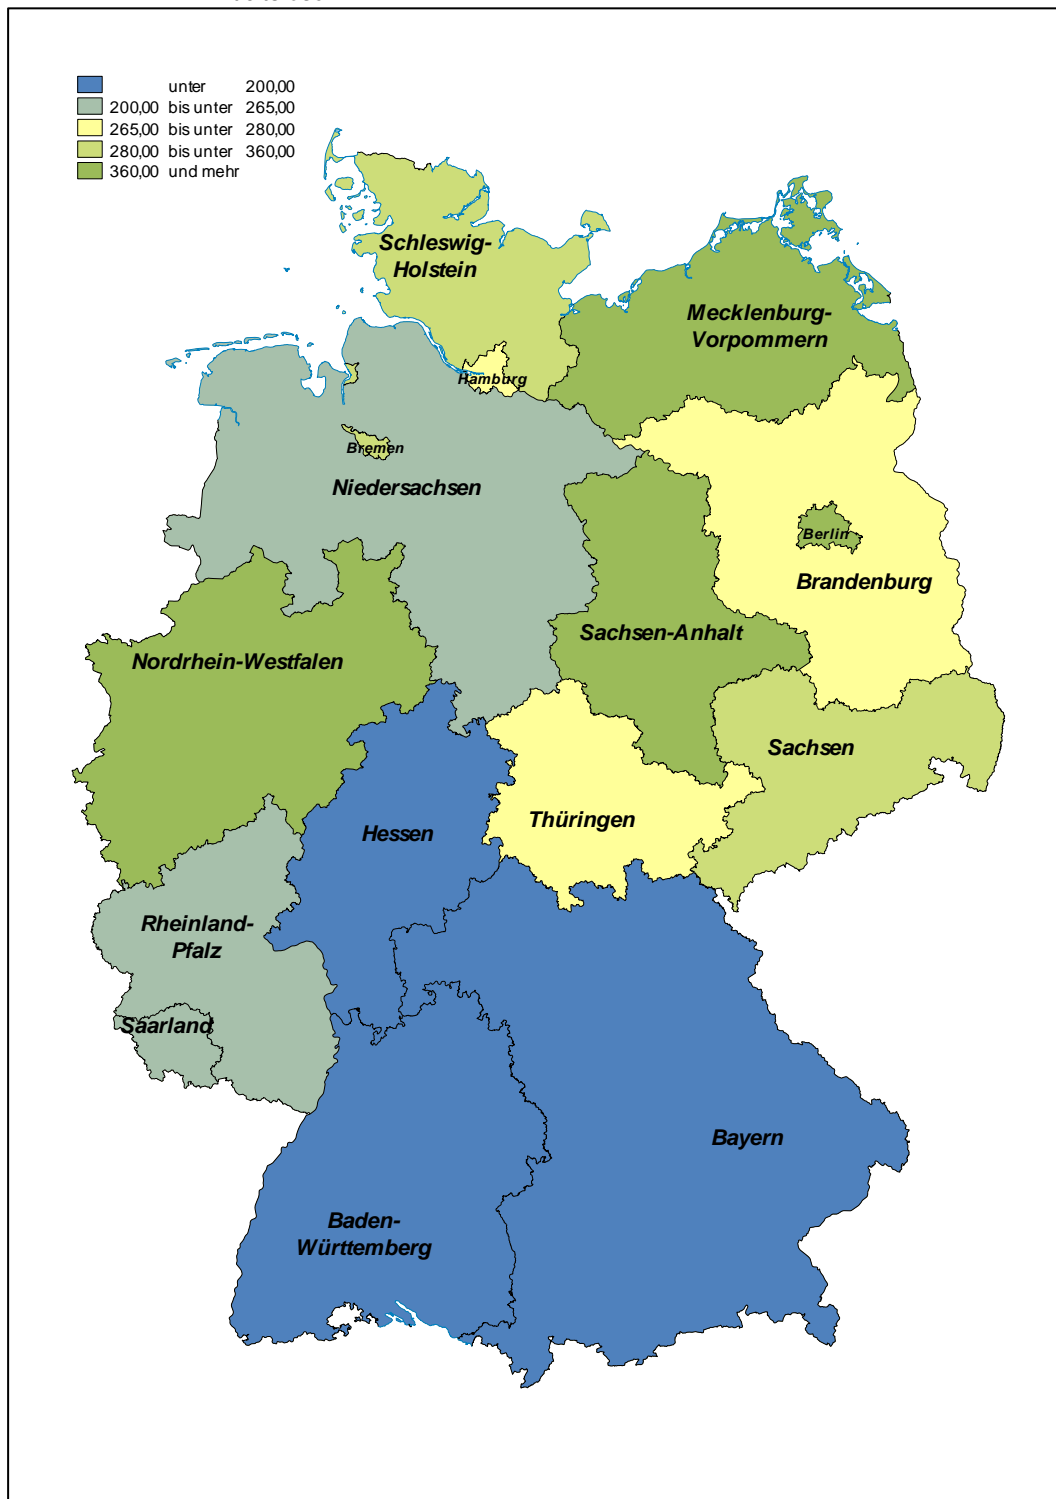 unter 200,00
200,00 bis unter 265,00
265,00 bis unter 280,00
280,00 bis unter 360,00
360,00 und mehr
Schleswig-
Holstein
Mecklenburg-
Vorpommern
Hamburg
Bremen
Niedersachsen
Berlin
Brandenburg
Sachsen-Anhalt
Nordrhein-Westfalen
Sachsen
Thüringen
Hessen
Rheinland-
Pfalz
Saarland
Bayern
Baden-
Württemberg